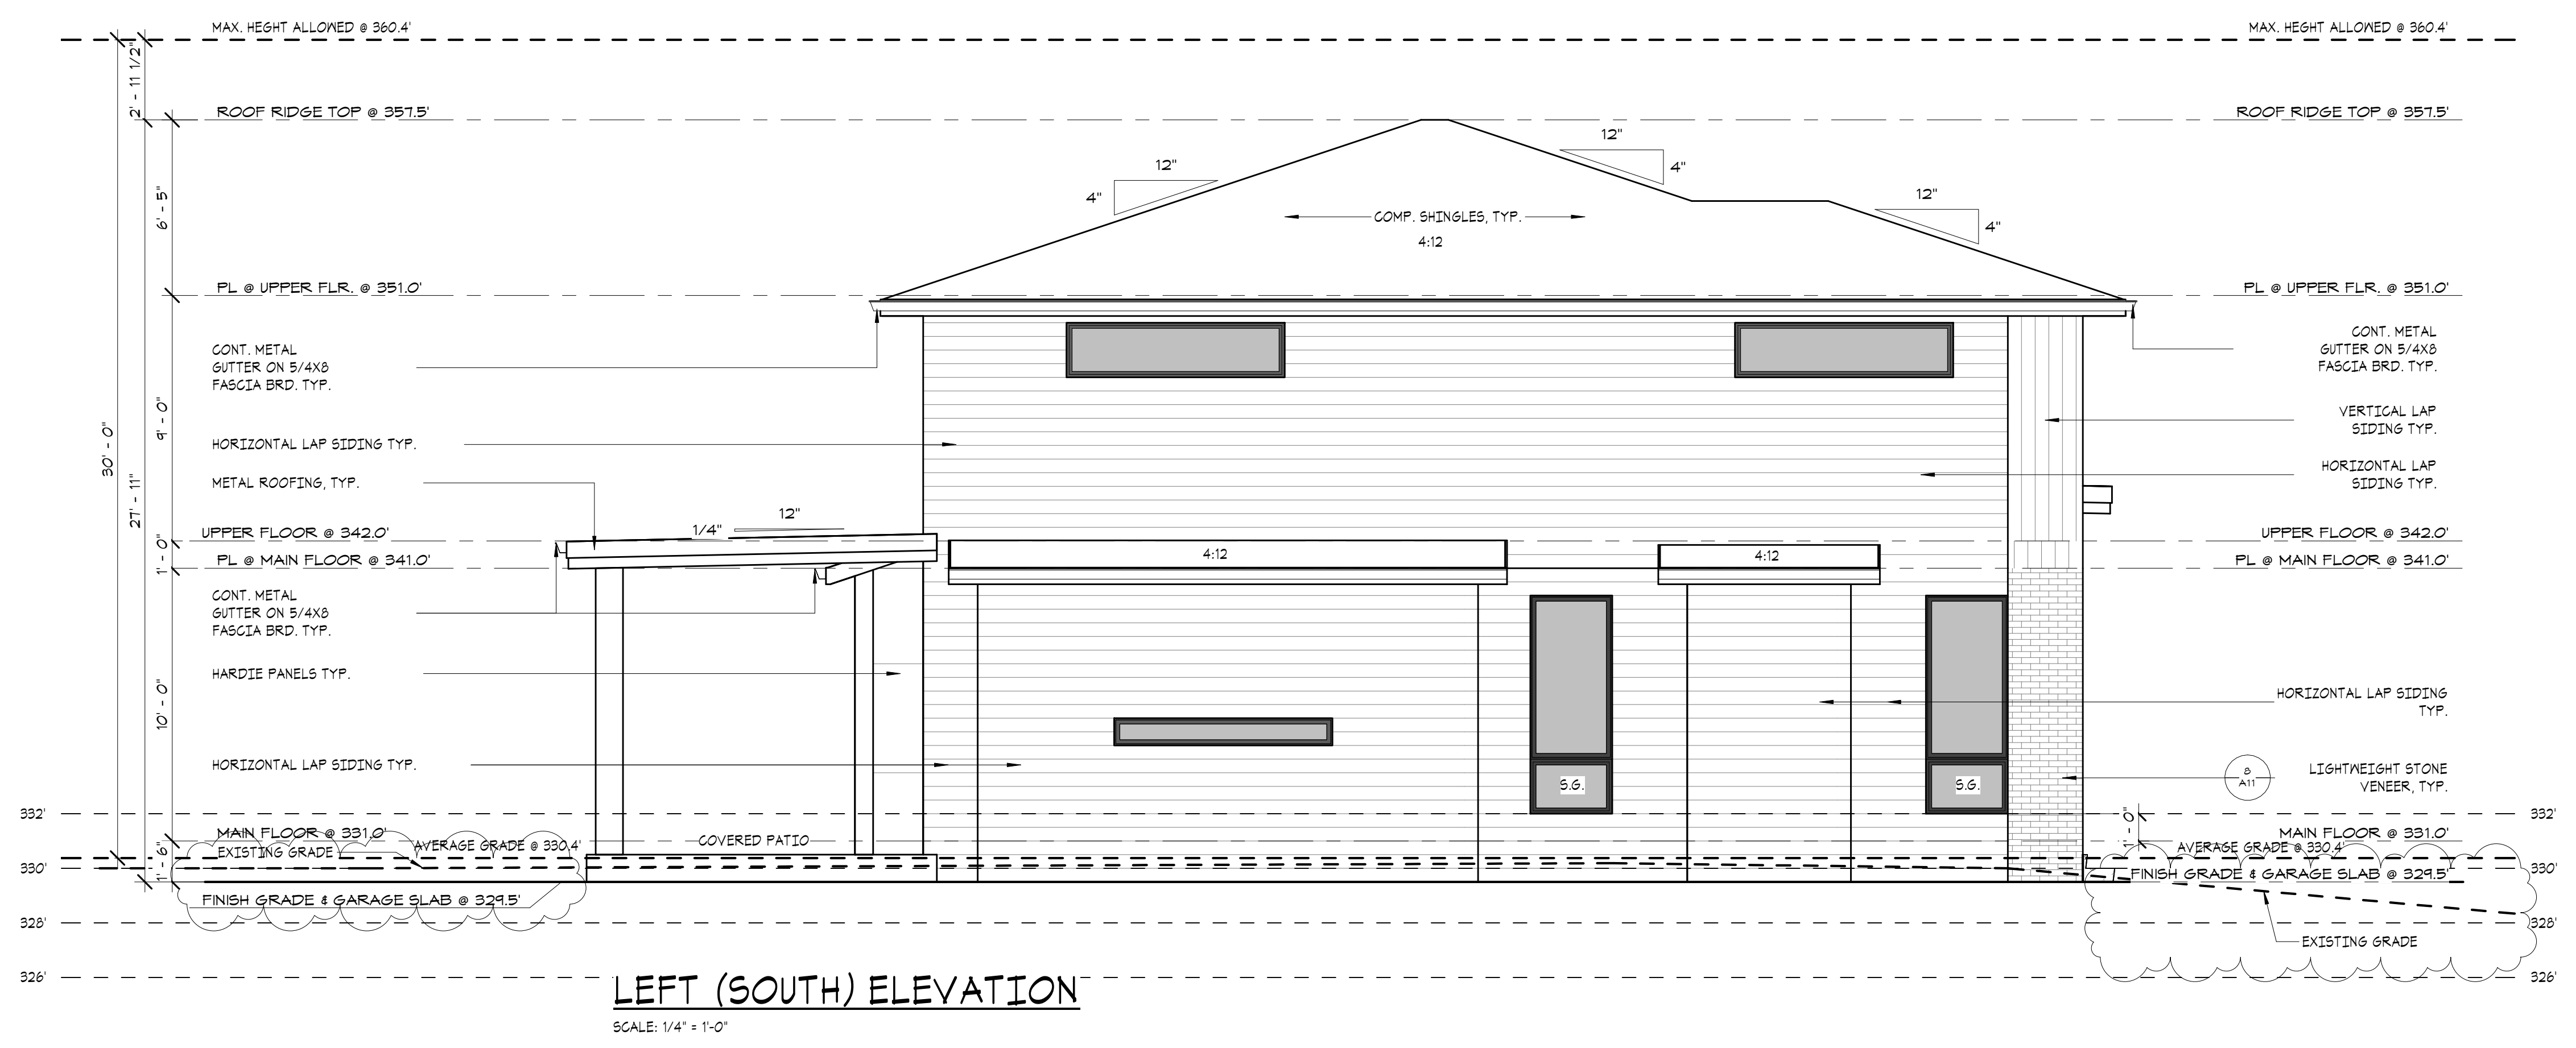 MAX. HEGHT ALLOWED @ 360.4'
MAX. HEGHT ALLOWED @ 360.4'
2' - 11 1/2"
ROOF RIDGE TOP @ 357.5'
ROOF RIDGE TOP @ 357.5'
12"
4"
12"
4"
12"
4"
6' - 5"
COMP. SHINGLES, TYP.
4:12
PL @ UPPER FLR. @ 351.0'
PL @ UPPER FLR. @ 351.0'
CONT. METAL
GUTTER ON 5/4X8
FASCIA BRD. TYP.
CONT. METAL
GUTTER ON 5/4X8
FASCIA BRD. TYP.
9' - 0"
30' - 0"
27' - 11"
VERTICAL LAP
SIDING TYP.
HORIZONTAL LAP SIDING TYP.
HORIZONTAL LAP
SIDING TYP.
METAL ROOFING, TYP.
12"
1/4"
UPPER FLOOR @ 342.0'
UPPER FLOOR @ 342.0'
1' - 0"
PL @ MAIN FLOOR @ 341.0'
PL @ MAIN FLOOR @ 341.0'
4:12
4:12
CONT. METAL
GUTTER ON 5/4X8
FASCIA BRD. TYP.
HARDIE PANELS TYP.
10' - 0"
HORIZONTAL LAP SIDING
TYP.
HORIZONTAL LAP SIDING TYP.
S.G.
S.G.
8
A11
LIGHTWEIGHT STONE
VENEER, TYP.
332'
332'
1' - 0"
MAIN FLOOR @ 331.0'
MAIN FLOOR @ 331.0'
COVERED PATIO
AVERAGE GRADE @ 330.4'
AVERAGE GRADE @ 330.4'
EXISTING GRADE
330'
330'
1' - 6"
FINISH GRADE & GARAGE SLAB @ 329.5'
FINISH GRADE & GARAGE SLAB @ 329.5'
328'
328'
EXISTING GRADE
326'
326'
LEFT (SOUTH) ELEVATION
SCALE: 1/4" = 1'-0"